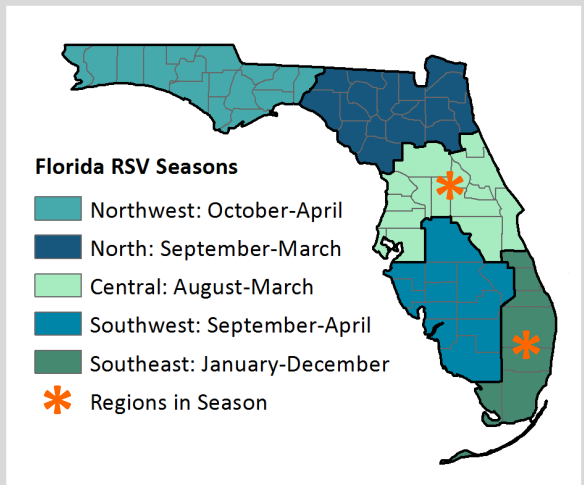 Florida RSV Seasons
Northwest: October-April
North: September-March
Central: August-March
Southwest: September-April
Southeast: January-December
Regions in Season